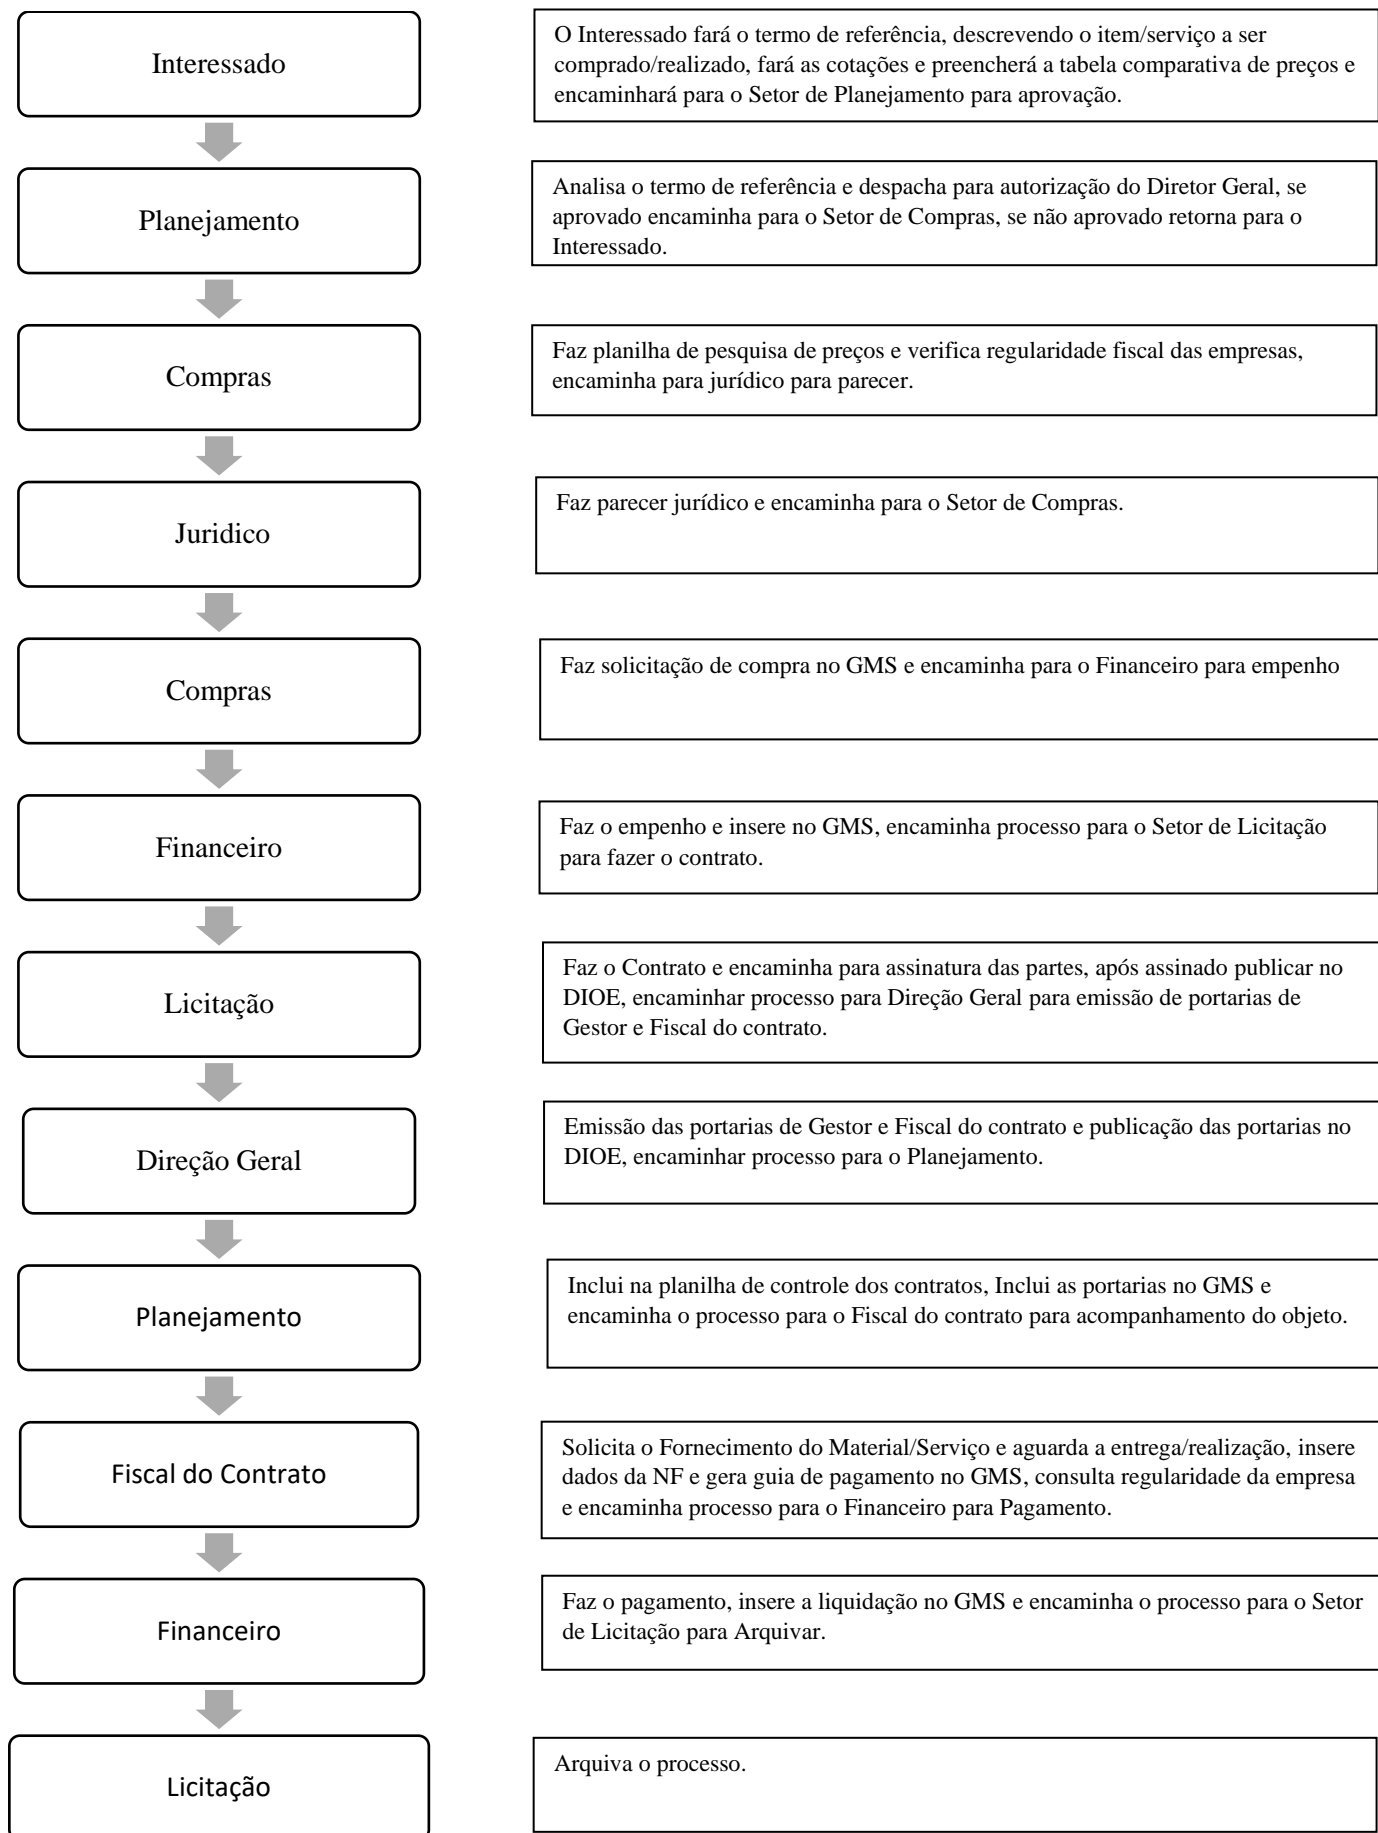 Interessado
O Interessado fará o termo de referência, descrevendo o item/serviço a ser
comprado/realizado, fará as cotações e preencherá a tabela comparativa de preços e
encaminhará para o Setor de Planejamento para aprovação.
Planejamento
Analisa o termo de referência e despacha para autorização do Diretor Geral, se
aprovado encaminha para o Setor de Compras, se não aprovado retorna para o
Interessado.
Compras
Faz planilha de pesquisa de preços e verifica regularidade fiscal das empresas,
encaminha para jurídico para parecer.
Juridico
Faz parecer jurídico e encaminha para o Setor de Compras.
Compras
Faz solicitação de compra no GMS e encaminha para o Financeiro para empenho
Financeiro
Faz o empenho e insere no GMS, encaminha processo para o Setor de Licitação
para fazer o contrato.
Licitação
Faz o Contrato e encaminha para assinatura das partes, após assinado publicar no
DIOE, encaminhar processo para Direção Geral para emissão de portarias de
Gestor e Fiscal do contrato.
Direção Geral
Emissão das portarias de Gestor e Fiscal do contrato e publicação das portarias no
DIOE, encaminhar processo para o Planejamento.
Planejamento
Inclui na planilha de controle dos contratos, Inclui as portarias no GMS e
encaminha o processo para o Fiscal do contrato para acompanhamento do objeto.
Fiscal do Contrato
Solicita o Fornecimento do Material/Serviço e aguarda a entrega/realização, insere
dados da NF e gera guia de pagamento no GMS, consulta regularidade da empresa
e encaminha processo para o Financeiro para Pagamento.
Financeiro
Faz o pagamento, insere a liquidação no GMS e encaminha o processo para o Setor
de Licitação para Arquivar.
Licitação
Arquiva o processo.